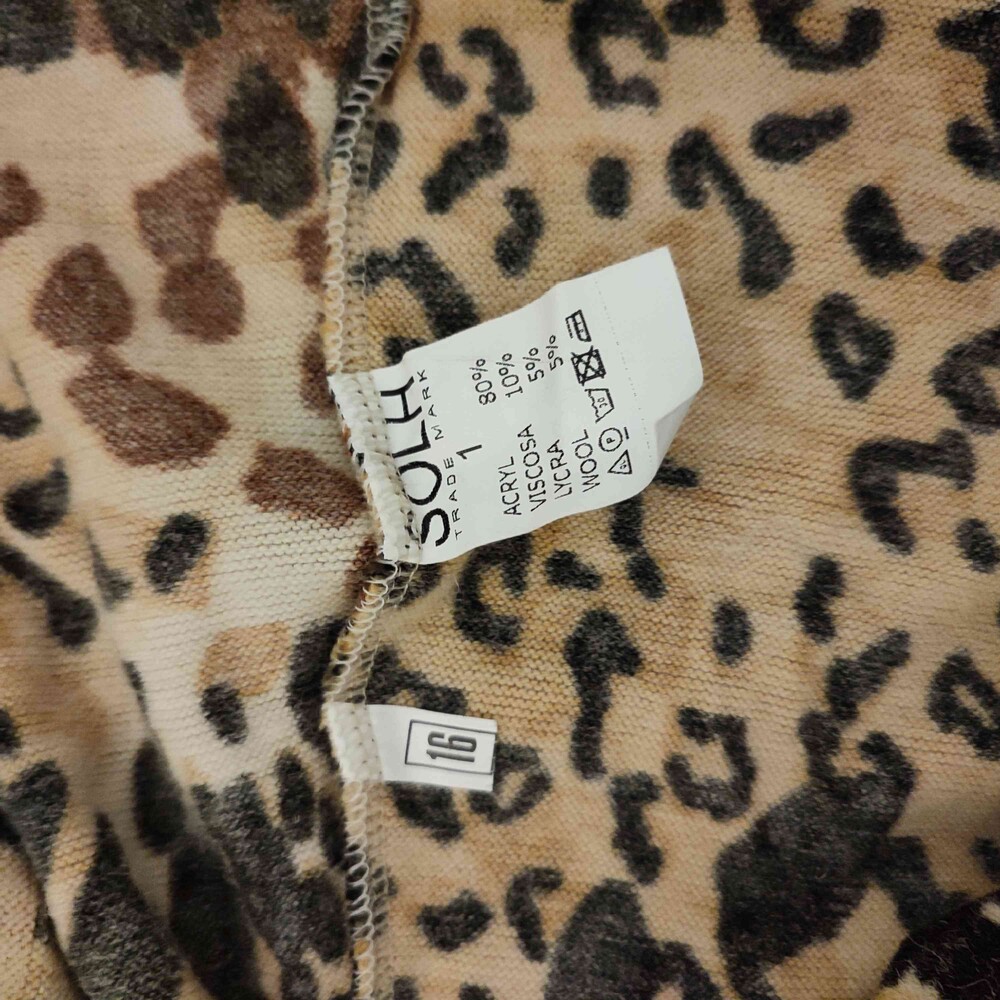 SOLH
TRADE MARK
1
ACRYL 80%
VISCOSA 10%
LYCRA 5%
WOOL 5%
P
16